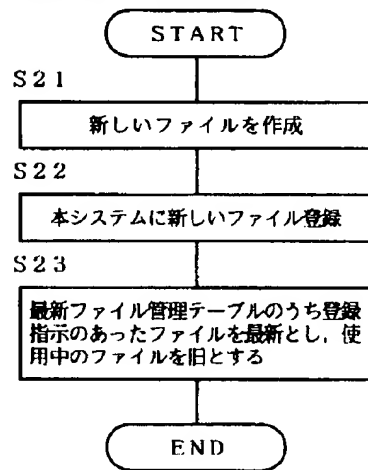 START
S21
新しいファイルを作成
S22
本システムに新しいファイル登録
S23
最新ファイル管理テーブルのうち登録
指示のあったファイルを最新とし，使
用中のファイルを旧とする
END